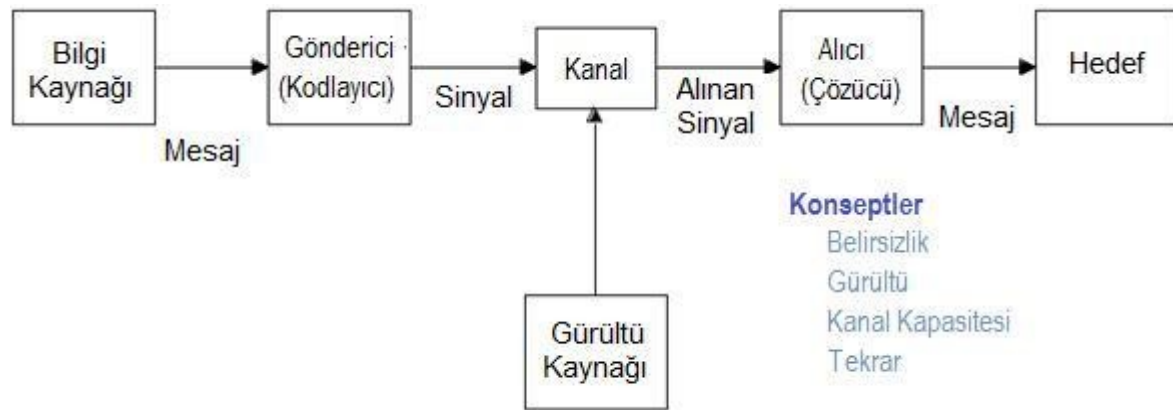 Bilgi
Kaynağı
Mesaj
Gönderici
(Kodlayıcı)
Sinyal
Kanal
Alınan
Sinyal
Alıcı
(Çözücü)
Mesaj
Hedef
Gürültü
Kaynağı
Konseptler
Belirsizlik
Gürültü
Kanal Kapasitesi
Tekrar